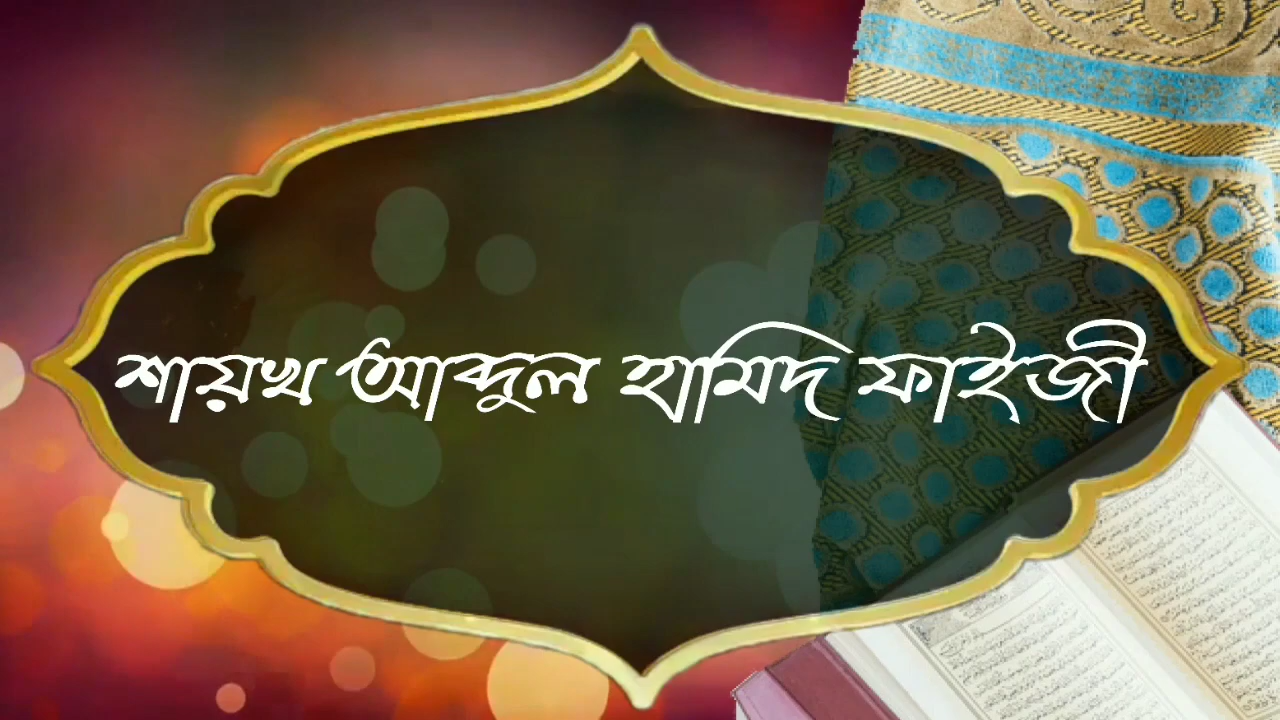 শায়খ আব্দুল হামিদ ফাইজী